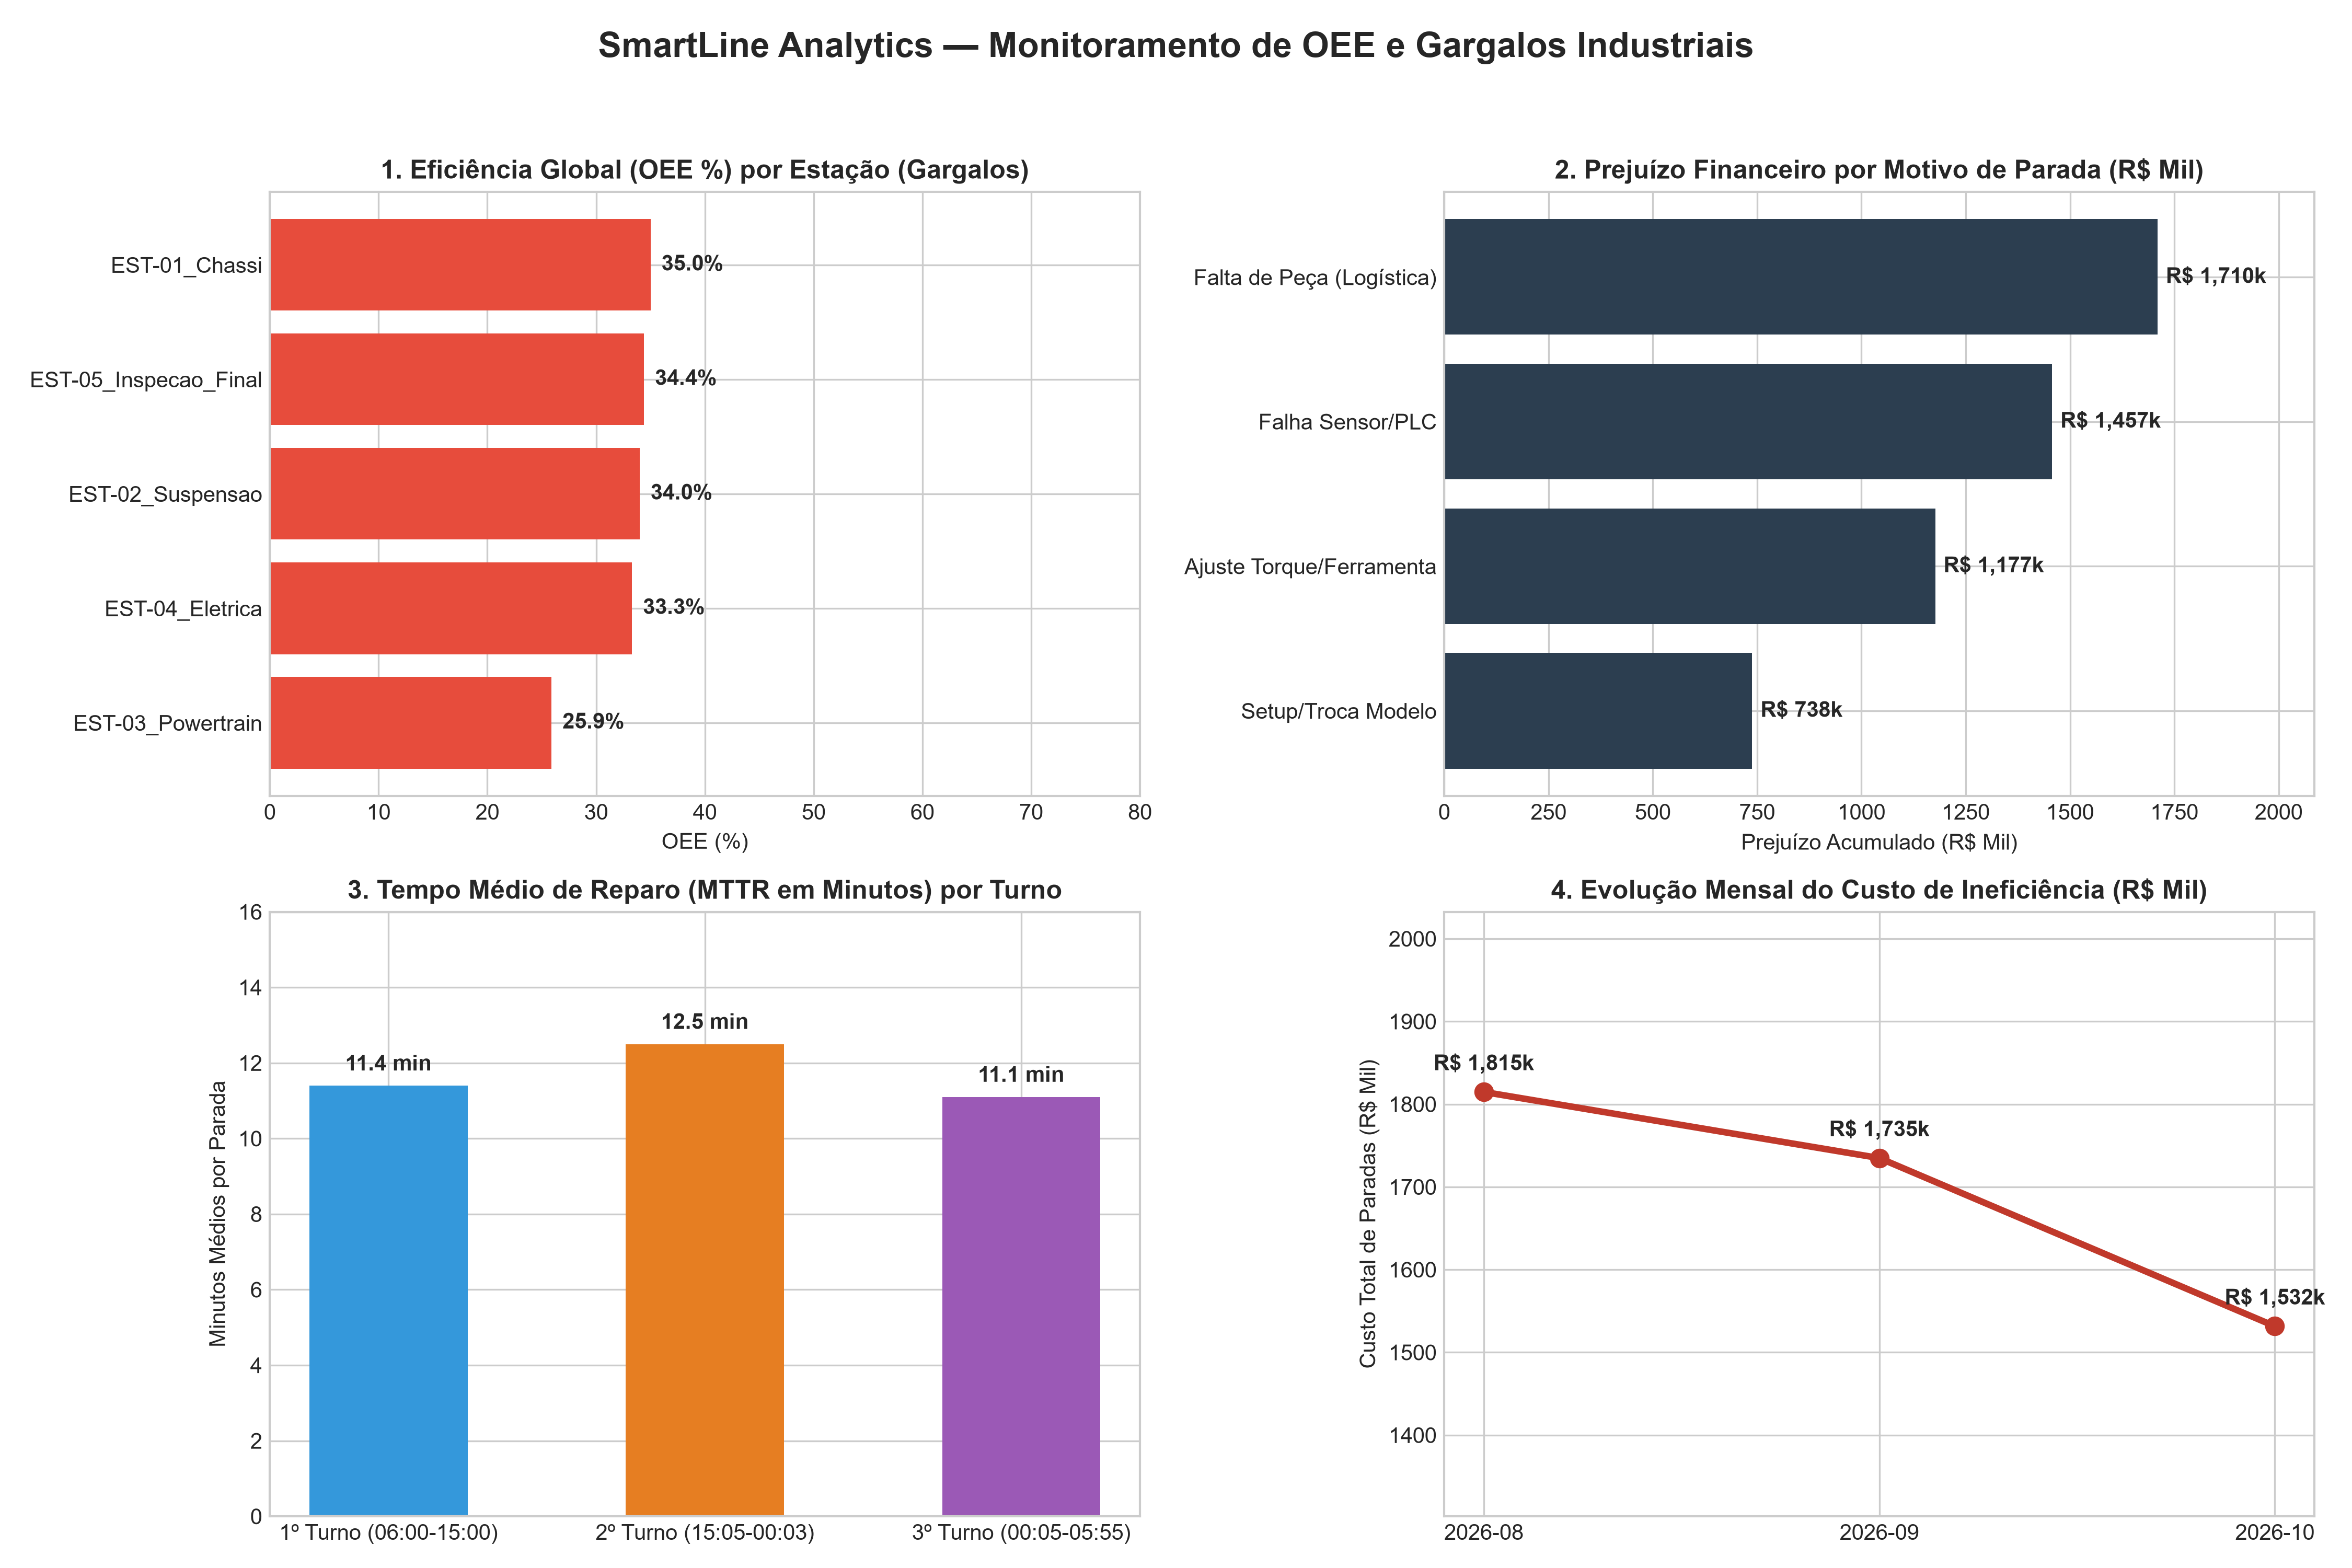 SmartLine Analytics — Monitoramento de OEE e Gargalos Industriais
1. Eficiência Global (OEE %) por Estação (Gargalos)
EST-01_Chassi
35.0%
EST-05_Inspecao_Final
34.4%
EST-02_Suspensao
34.0%
EST-04_Eletrica
33.3%
EST-03_Powertrain
25.9%
0 10 20 30 40 50 60 70 80
OEE (%)
2. Prejuízo Financeiro por Motivo de Parada (R$ Mil)
Falta de Peça (Logística)
R$ 1,710k
Falha Sensor/PLC
R$ 1,457k
Ajuste Torque/Ferramenta
R$ 1,177k
Setup/Troca Modelo
R$ 738k
0 250 500 750 1000 1250 1500 1750 2000
Prejuízo Acumulado (R$ Mil)
3. Tempo Médio de Reparo (MTTR em Minutos) por Turno
Minutos Médios por Parada
16
14
12
10
8
6
4
2
0
11.4 min
12.5 min
11.1 min
1º Turno (06:00-15:00)
2º Turno (15:05-00:03)
3º Turno (00:05-05:55)
4. Evolução Mensal do Custo de Ineficiência (R$ Mil)
Custo Total de Paradas (R$ Mil)
2000
1900
1800
1700
1600
1500
1400
R$ 1,815k
R$ 1,735k
R$ 1,532k
2026-08
2026-09
2026-10